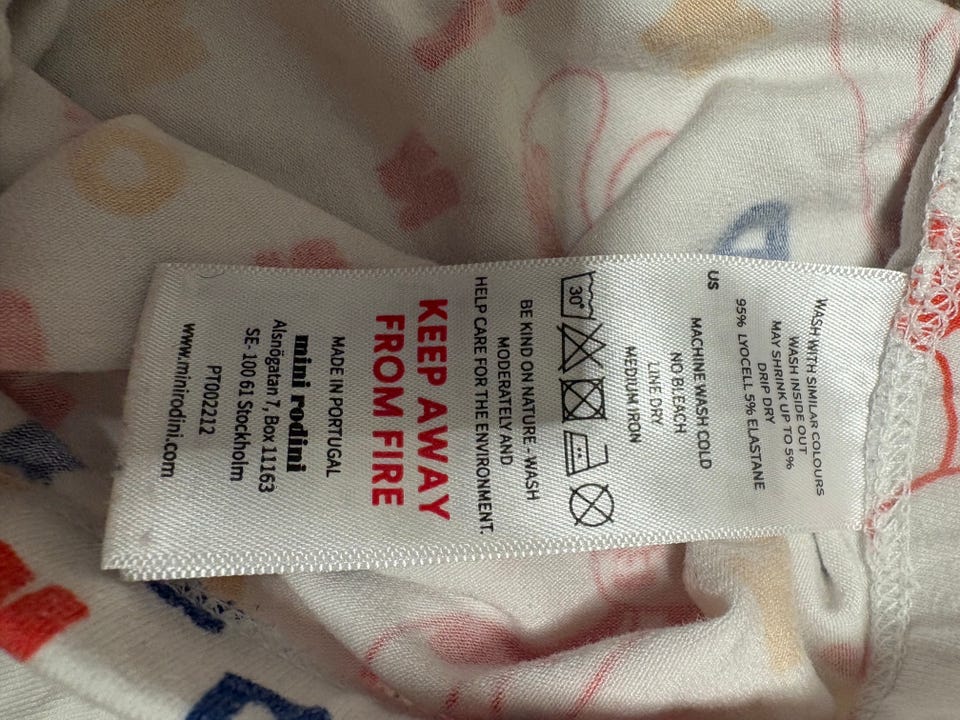 WASH WITH SIMILAR COLOURS
WASH INSIDE OUT
MAY SHRINK UP TO 5%
DRIP DRY
95% LYOCELL 5% ELASTANE
US
MACHINE WASH COLD
NO BLEACH
LINE DRY
MEDIUM IRON
30°
BE KIND ON NATURE - WASH
MODERATELY AND
HELP CARE FOR THE ENVIRONMENT.
KEEP AWAY
FROM FIRE
MADE IN PORTUGAL
mini rodini
Alsnögatan 7, Box 11163
SE- 100 61 Stockholm
PT002212
www.minirodini.com